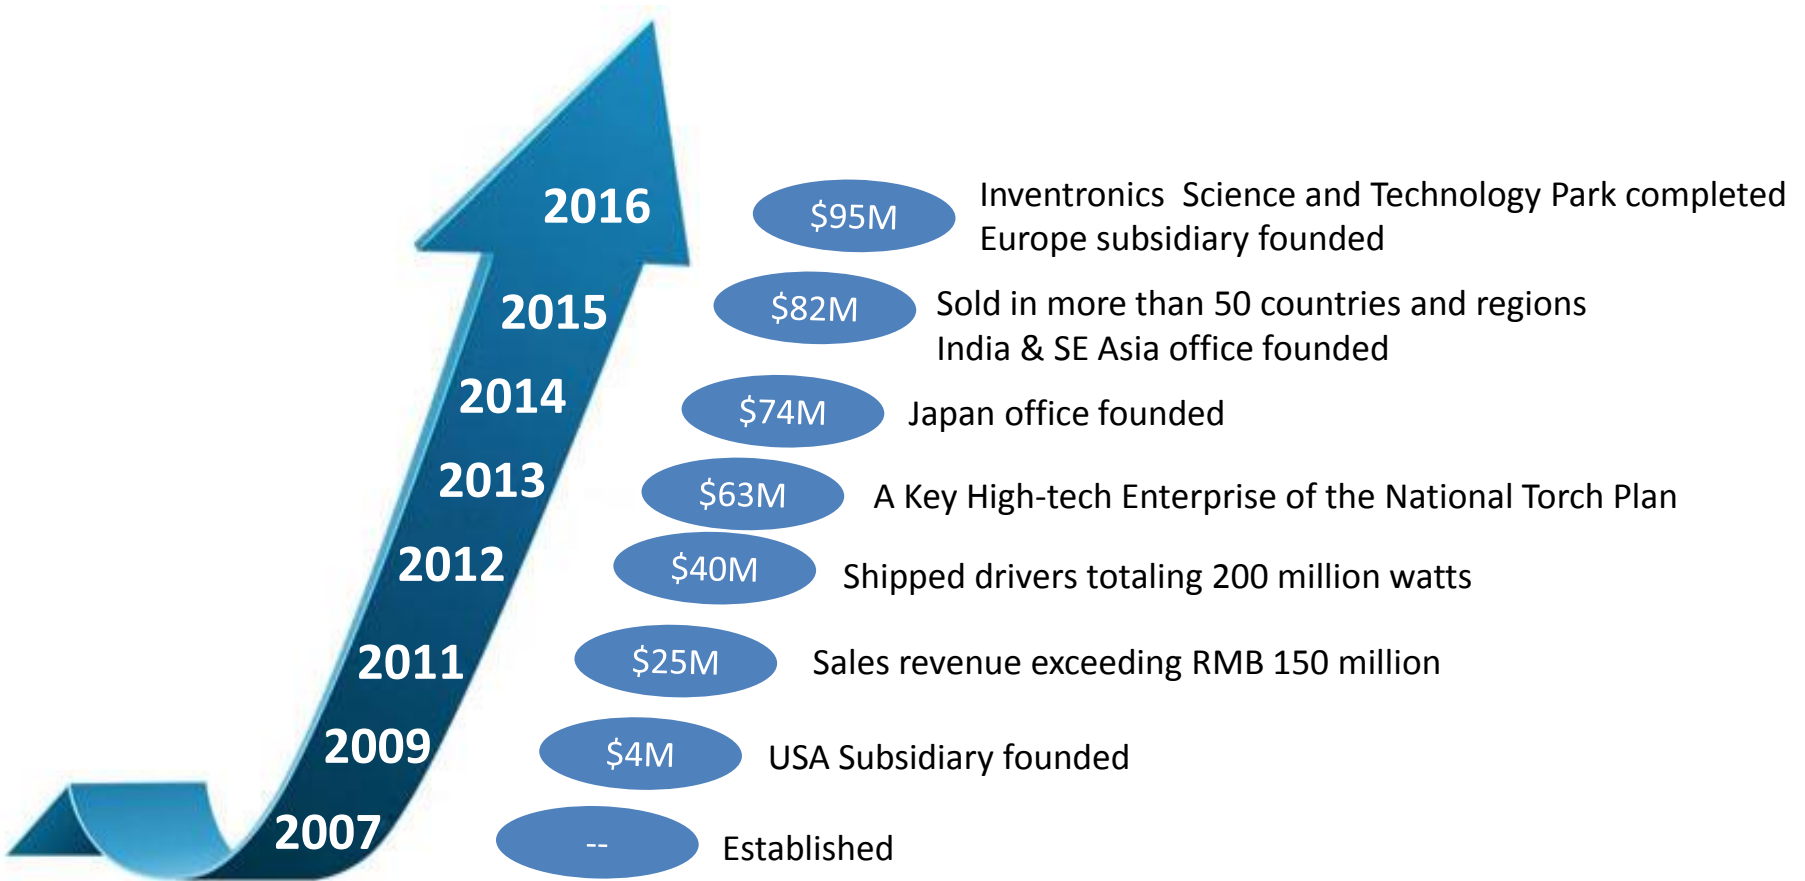 2016
$95M
Inventronics  Science and Technology Park completed
Europe subsidiary founded
2015
$82M
Sold in more than 50 countries and regions
India & SE Asia office founded
2014
$74M
Japan office founded
2013
$63M
A Key High-tech Enterprise of the National Torch Plan
2012
$40M
Shipped drivers totaling 200 million watts
2011
$25M
Sales revenue exceeding RMB 150 million
2009
$4M
USA Subsidiary founded
2007
--
Established